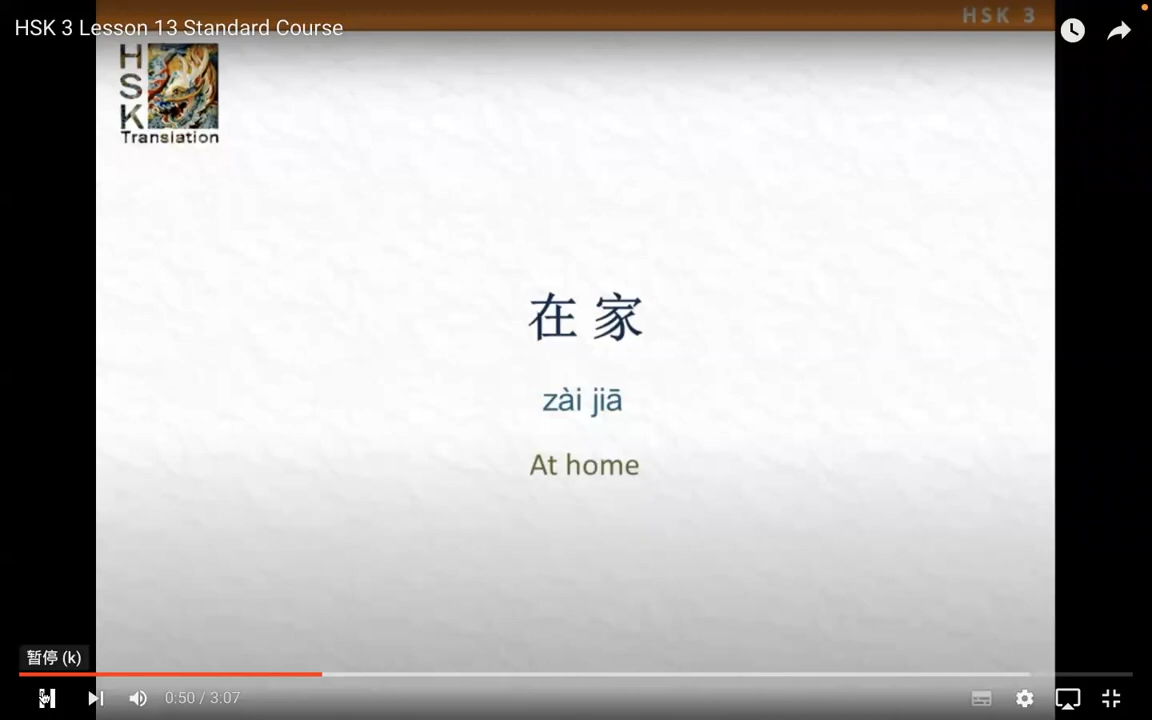 HSK 3 Lesson 13 Standard Course
HSK 3
H
S
K
Translation
在家
zài jiā
At home
暂停 (k)
0:50 / 3:07